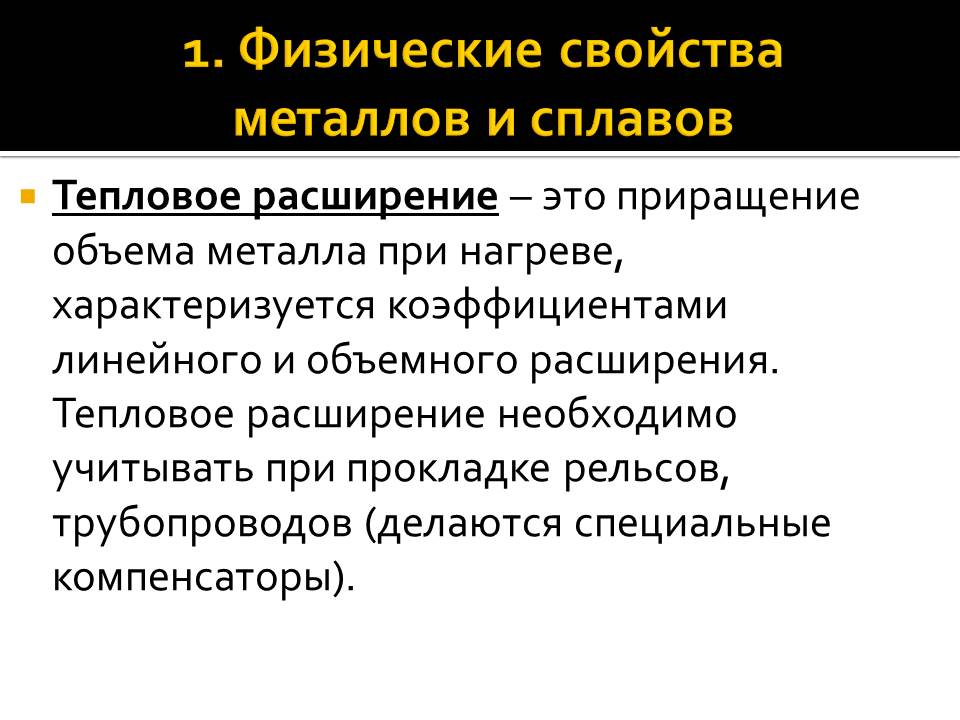 1. Физические свойства
металлов и сплавов
Тепловое расширение – это приращение
объема металла при нагреве,
характеризуется коэффициентами
линейного и объемного расширения.
Тепловое расширение необходимо
учитывать при прокладке рельсов,
трубопроводов (делаются специальные
компенсаторы).